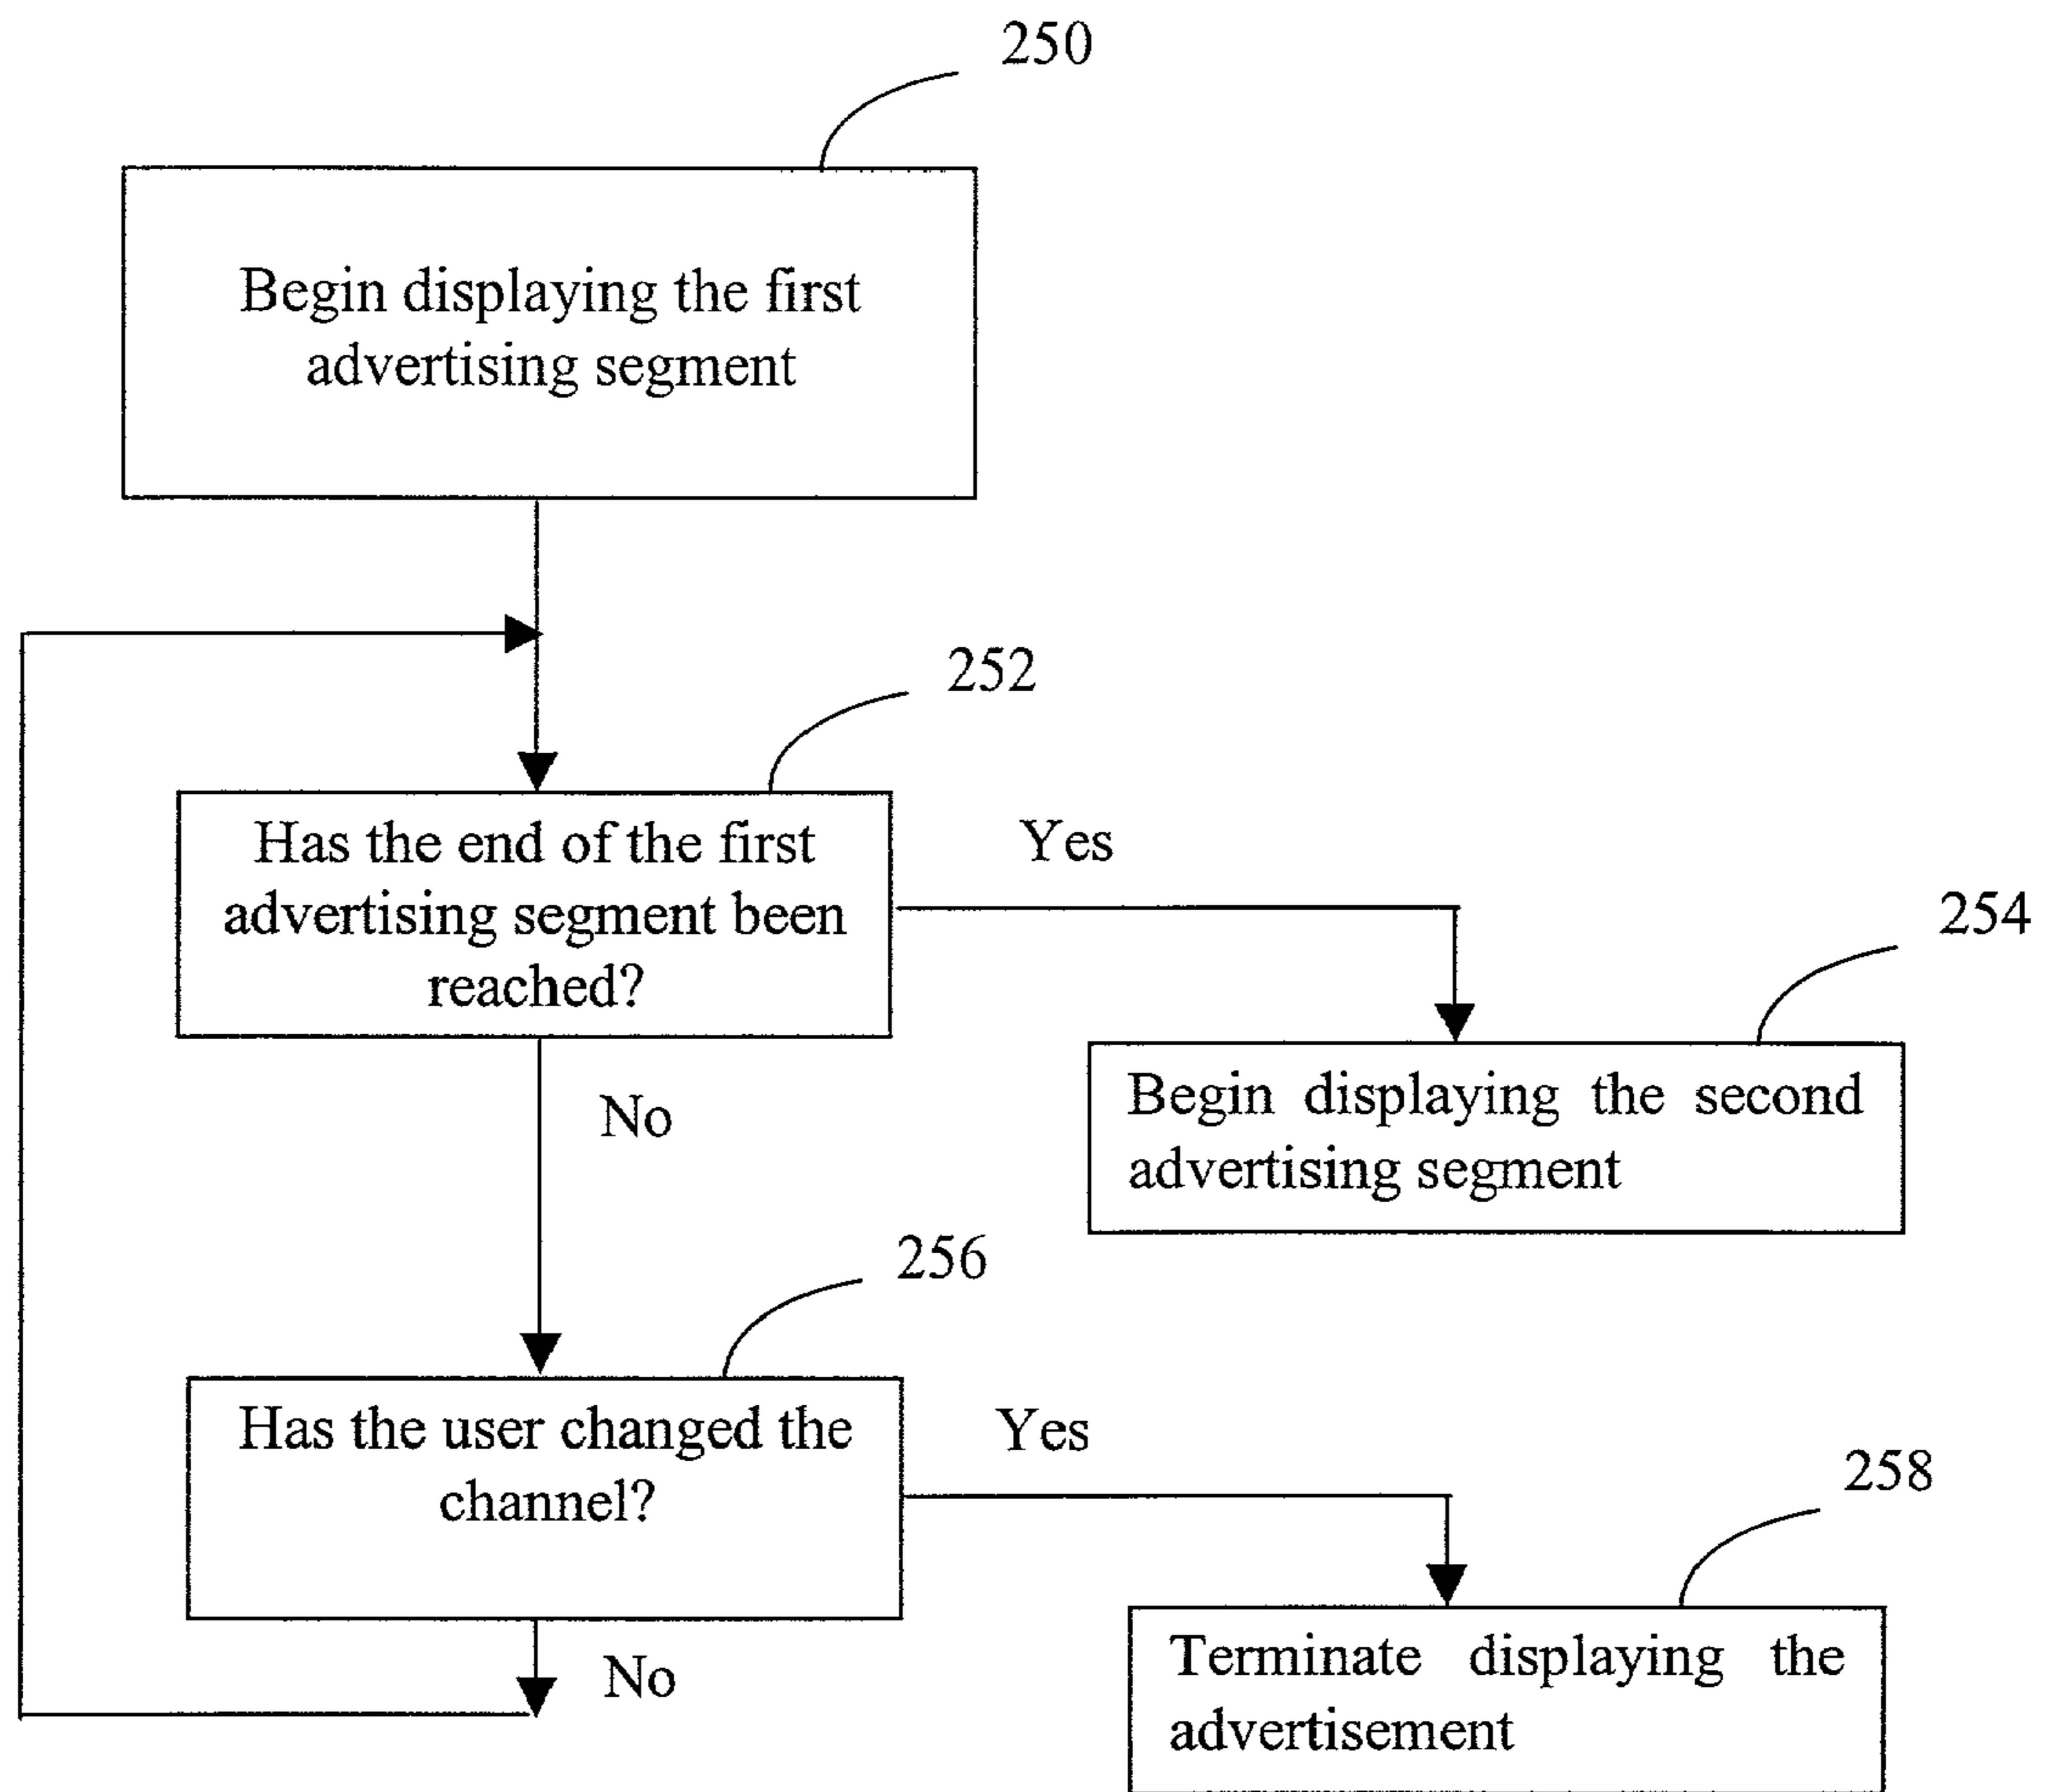 250
Begin displaying the first
advertising segment
252
Has the end of the first
advertising segment been
reached?
Yes
254
Begin displaying the second
advertising segment
No
256
Has the user changed the
channel?
Yes
258
Terminate displaying the
advertisement
No